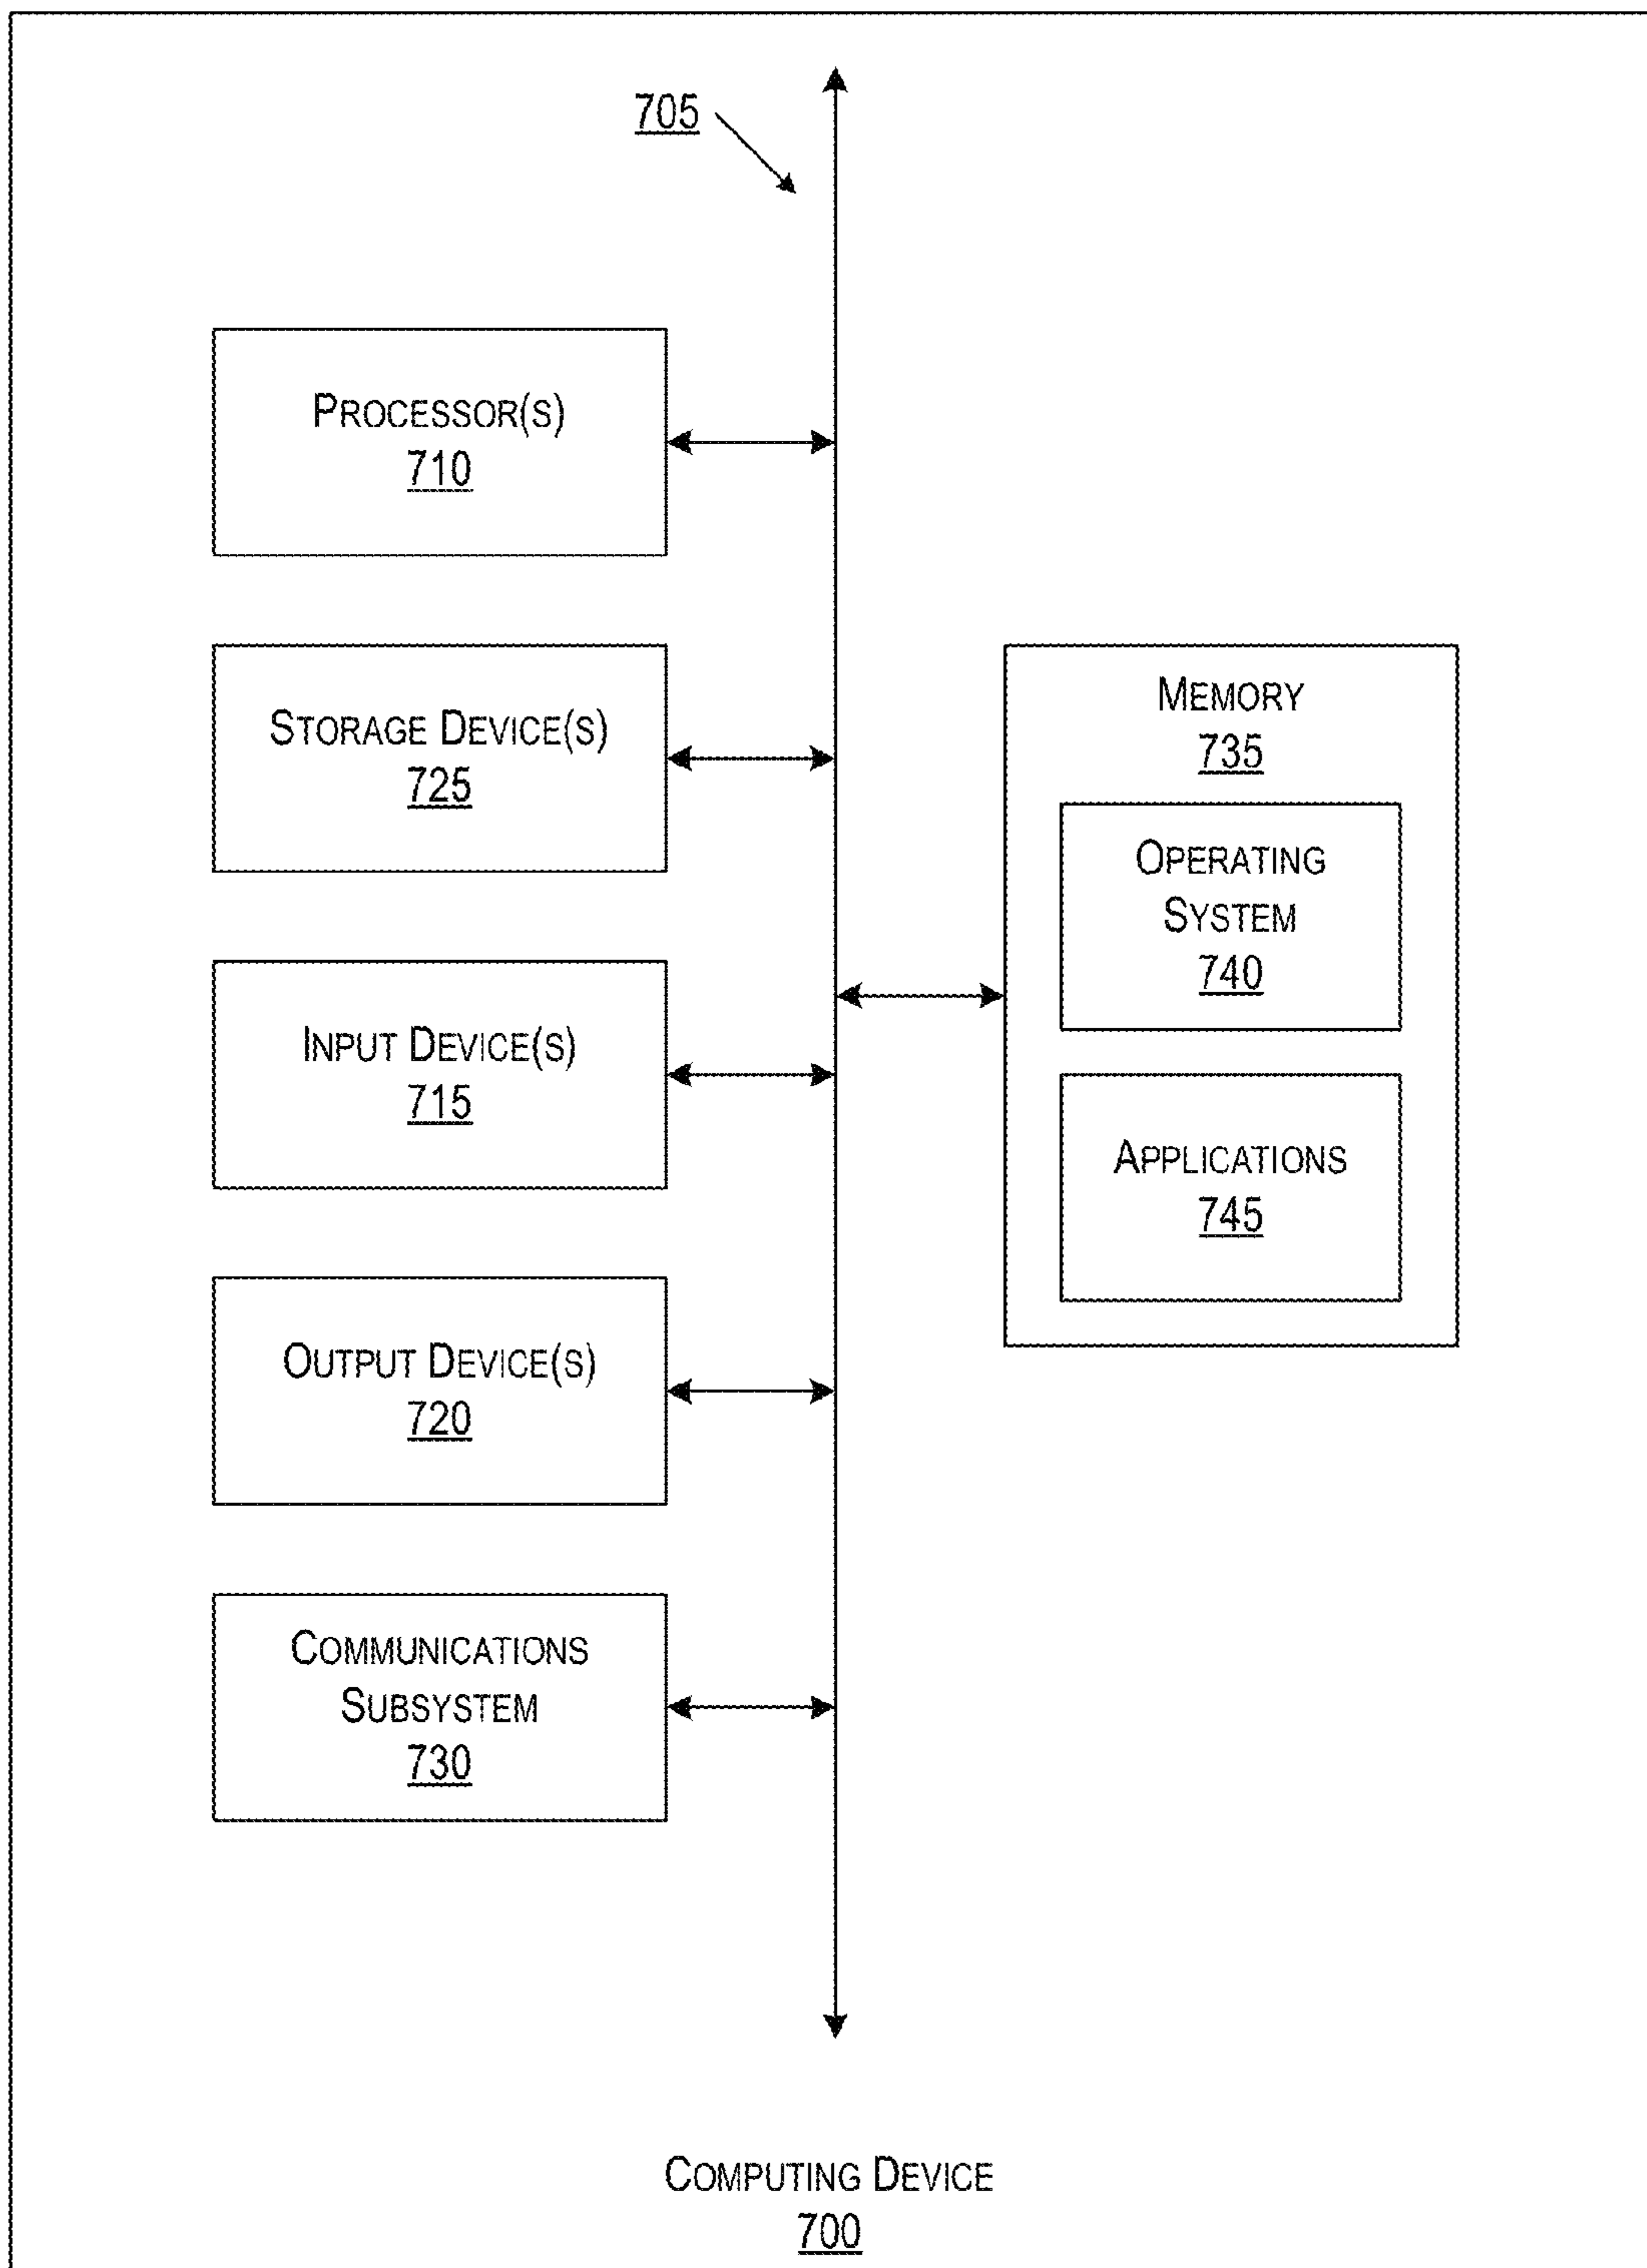 705
PROCESSOR(S)
710
STORAGE DEVICE(S)
725
INPUT DEVICE(S)
715
OUTPUT DEVICE(S)
720
COMMUNICATIONS
SUBSYSTEM
730
MEMORY
735
OPERATING
SYSTEM
740
APPLICATIONS
745
COMPUTING DEVICE
700